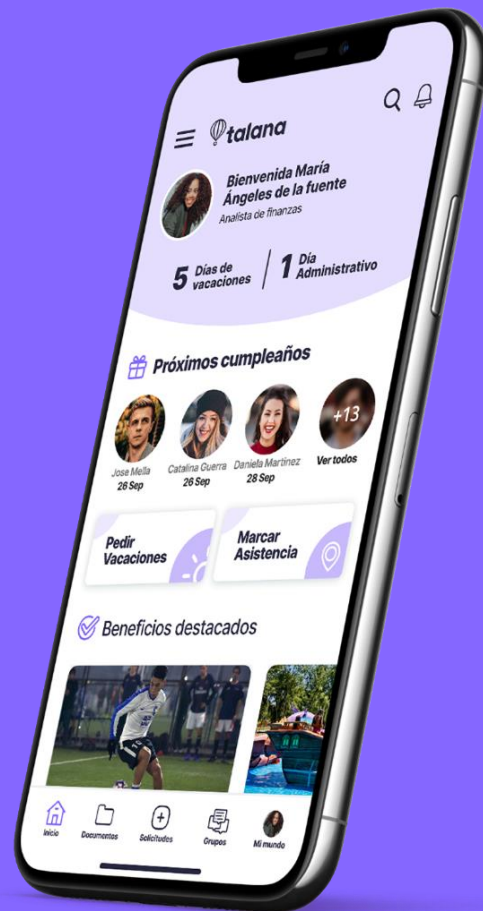 talana
Bienvenida María
Ángeles de la fuente
Analista de finanzas
5 Días de
vacaciones
1 Día
Administrativo
Próximos cumpleaños
+13
Jose Mella
26 Sep
Catalina Guerra
26 Sep
Daniela Martinez
28 Sep
Ver todos
Pedir
Vacaciones
Marcar
Asistencia
Beneficios destacados
Inicio
Documentos
Solicitudes
Grupos
Mi mundo